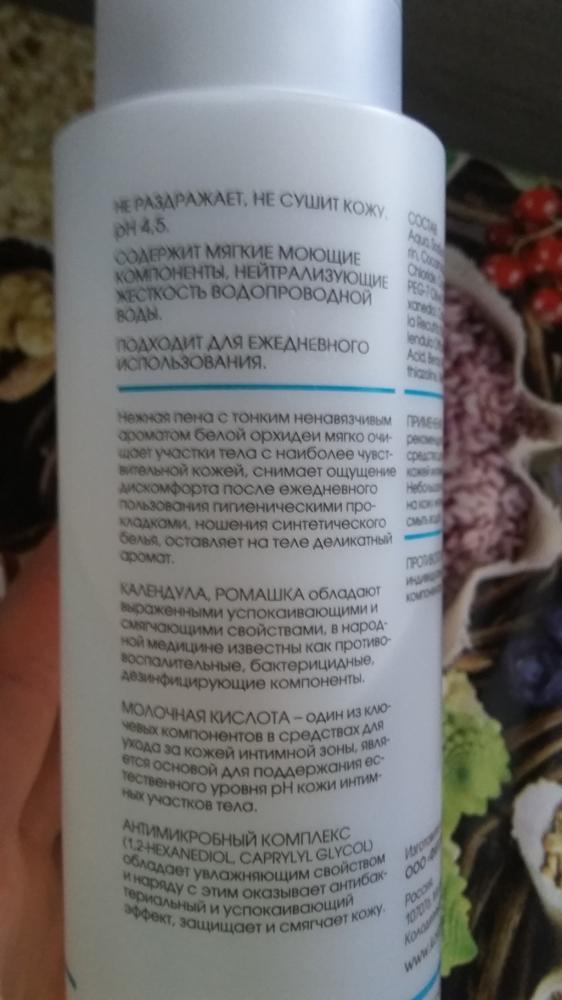 НЕ РАЗДРАЖАЕТ, НЕ СУШИТ КОЖУ.
pH 4,5.
СОДЕРЖИТ МЯГКИЕ МОЮЩИЕ
КОМПОНЕНТЫ, НЕЙТРАЛИЗУЮЩИЕ
ЖЕСТКОСТЬ ВОДОПРОВОДНОЙ
ВОДЫ.
ПОДХОДИТ ДЛЯ ЕЖЕДНЕВНОГО
ИСПОЛЬЗОВАНИЯ.
Нежная пена с тонким ненавязчивым
ароматом белой орхидеи мягко очи-
щает участки тела с наиболее чувст-
вительной кожей, снимает ощущение
дискомфорта после ежедневного
пользования гигиеническими про-
кладками, ношения синтетического
белья, оставляет на теле деликатный
аромат.
КАЛЕНДУЛА, РОМАШКА обладают
выраженными успокаивающими и
смягчающими свойствами, в народ-
ной медицине известны как противо-
воспалительные, бактерицидные,
дезинфицирующие компоненты.
МОЛОЧНАЯ КИСЛОТА – один из клю-
чевых компонентов в средствах для
ухода за кожей интимной зоны, явля-
ется основой для поддержания ес-
тественного уровня pH кожи интим-
ных участков тела.
АНТИМИКРОБНЫЙ КОМПЛЕКС
(1,2-HEXANEDIOL, CAPRYLYL GLYCOL)
обладает увлажняющим свойством
и наряду с этим оказывает антибак-
териальный и успокаивающий
эффект, защищает и смягчает кожу.
СОСТАВ
Aqua,
Chloride,
PEG-7
Acid,
смыть
ООО
Россия,
107076,